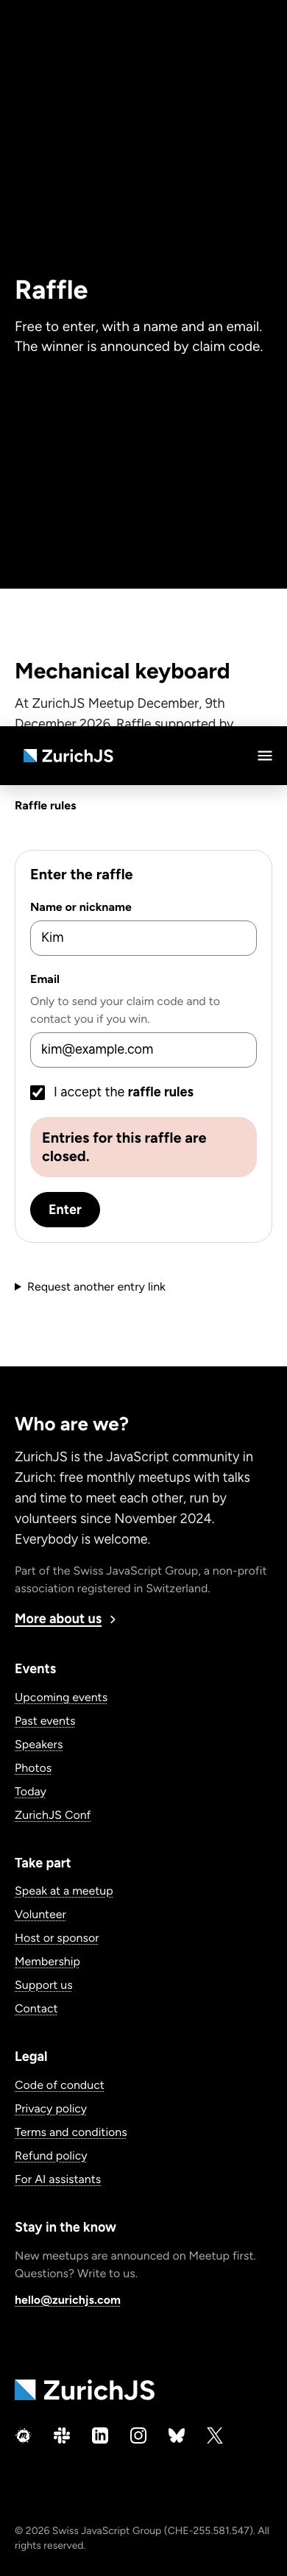 Raffle
Free to enter, with a name and an email.
The winner is announced by claim code.
Mechanical keyboard
At ZurichJS Meetup December, 9th
December 2026. Raffle supported by
ZurichJS
Raffle rules
Enter the raffle
Name or nickname
Kim
Email
Only to send your claim code and to
contact you if you win.
kim@example.com
I accept the raffle rules
Entries for this raffle are
closed.
Enter
Request another entry link
Who are we?
ZurichJS is the JavaScript community in
Zurich: free monthly meetups with talks
and time to meet each other, run by
volunteers since November 2024.
Everybody is welcome.
Part of the Swiss JavaScript Group, a non-profit
association registered in Switzerland.
More about us
Events
Upcoming events
Past events
Speakers
Photos
Today
ZurichJS Conf
Take part
Speak at a meetup
Volunteer
Host or sponsor
Membership
Support us
Contact
Legal
Code of conduct
Privacy policy
Terms and conditions
Refund policy
For AI assistants
Stay in the know
New meetups are announced on Meetup first.
Questions? Write to us.
hello@zurichjs.com
ZurichJS
© 2026 Swiss JavaScript Group (CHE-255.581.547). All
rights reserved.